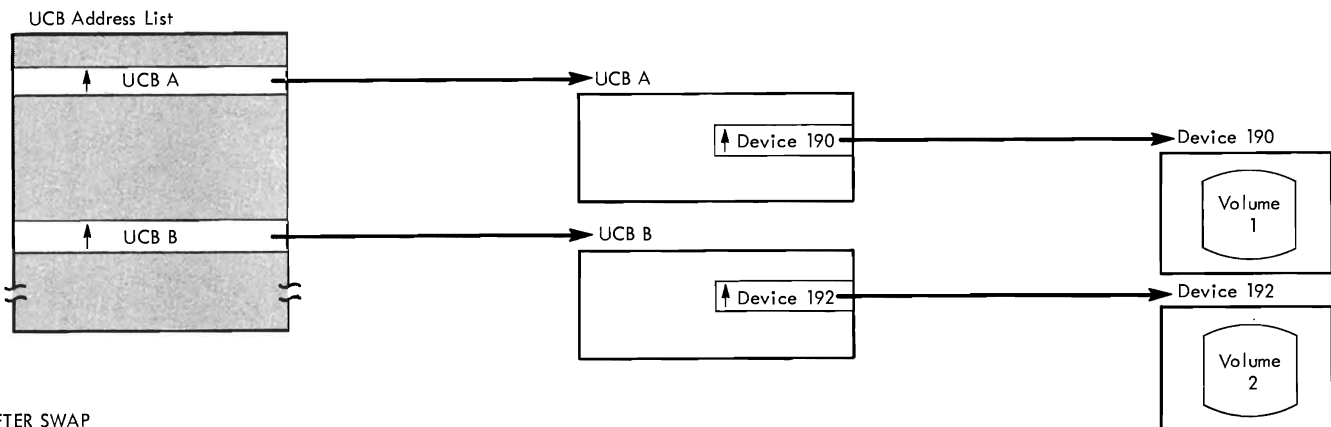 UCB Address List
↑ UCB A
UCB A
↑ Device 190
Device 190
Volume
1
↑ UCB B
UCB B
↑ Device 192
Device 192
Volume
2
FTER SWAP